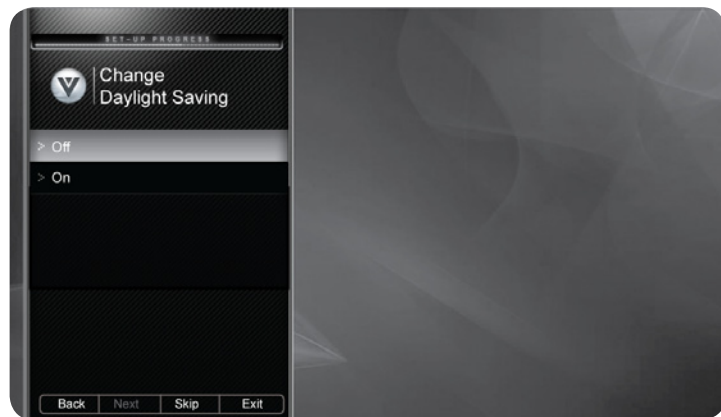 SET-UP PROGRESS
Change
Daylight Saving
> Off
> On
Back Next Skip Exit